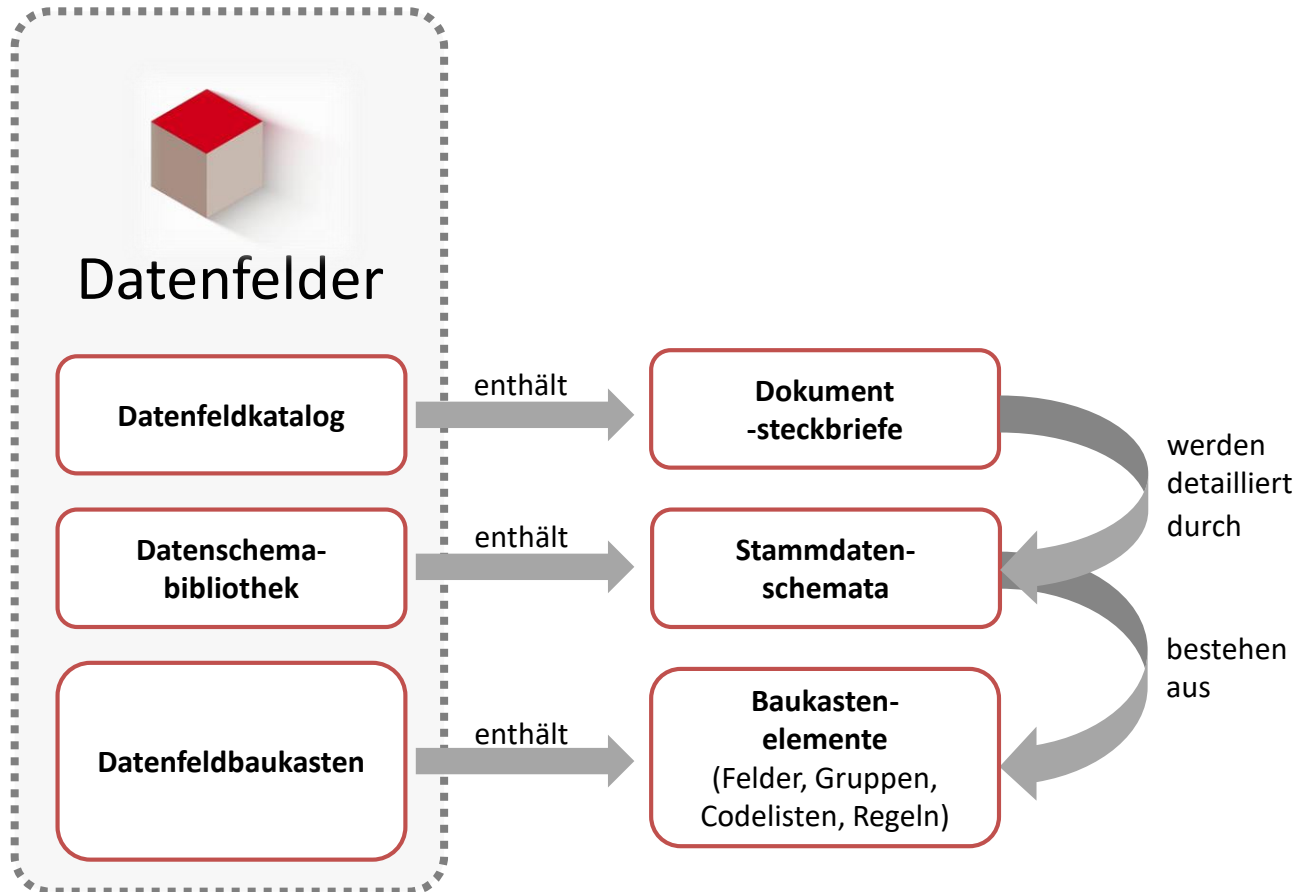 Datenfelder
Datenfeldkatalog
enthält
Dokument
-steckbriefe
werden
detailliert
durch
Datenschema-
bibliothek
enthält
Stammdaten-
schemata
bestehen
aus
Datenfeldbaukasten
enthält
Baukasten-
elemente
(Felder, Gruppen,
Codelisten, Regeln)